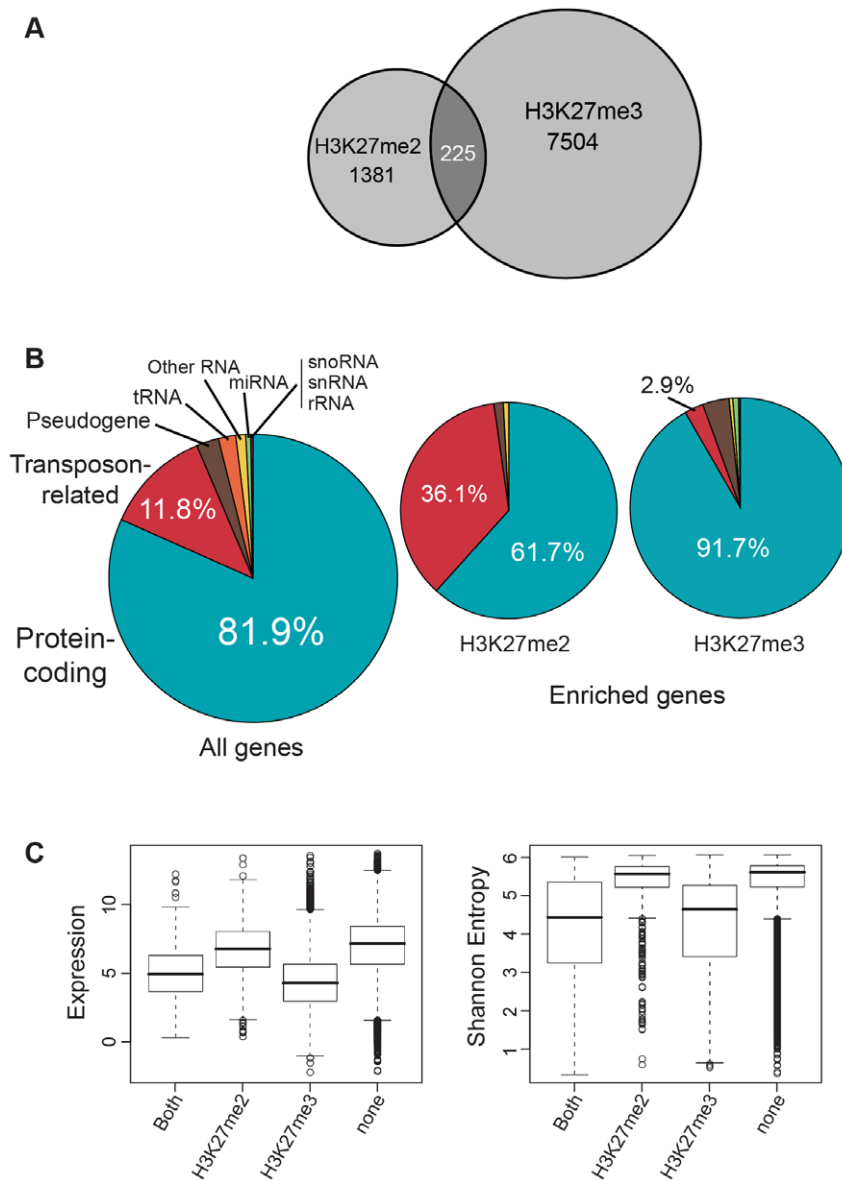 A
H3K27me2
1381
225
H3K27me3
7504
B
Other RNA
miRNA
snoRNA
snRNA
rRNA
tRNA
Pseudogene
Transposon-
related
11.8%
Protein-
coding
81.9%
All genes
36.1%
61.7%
H3K27me2
2.9%
91.7%
H3K27me3
Enriched genes
C
Expression
10
5
0
Both
H3K27me2
H3K27me3
none
Shannon Entropy
6
5
4
3
2
1
Both
H3K27me2
H3K27me3
none